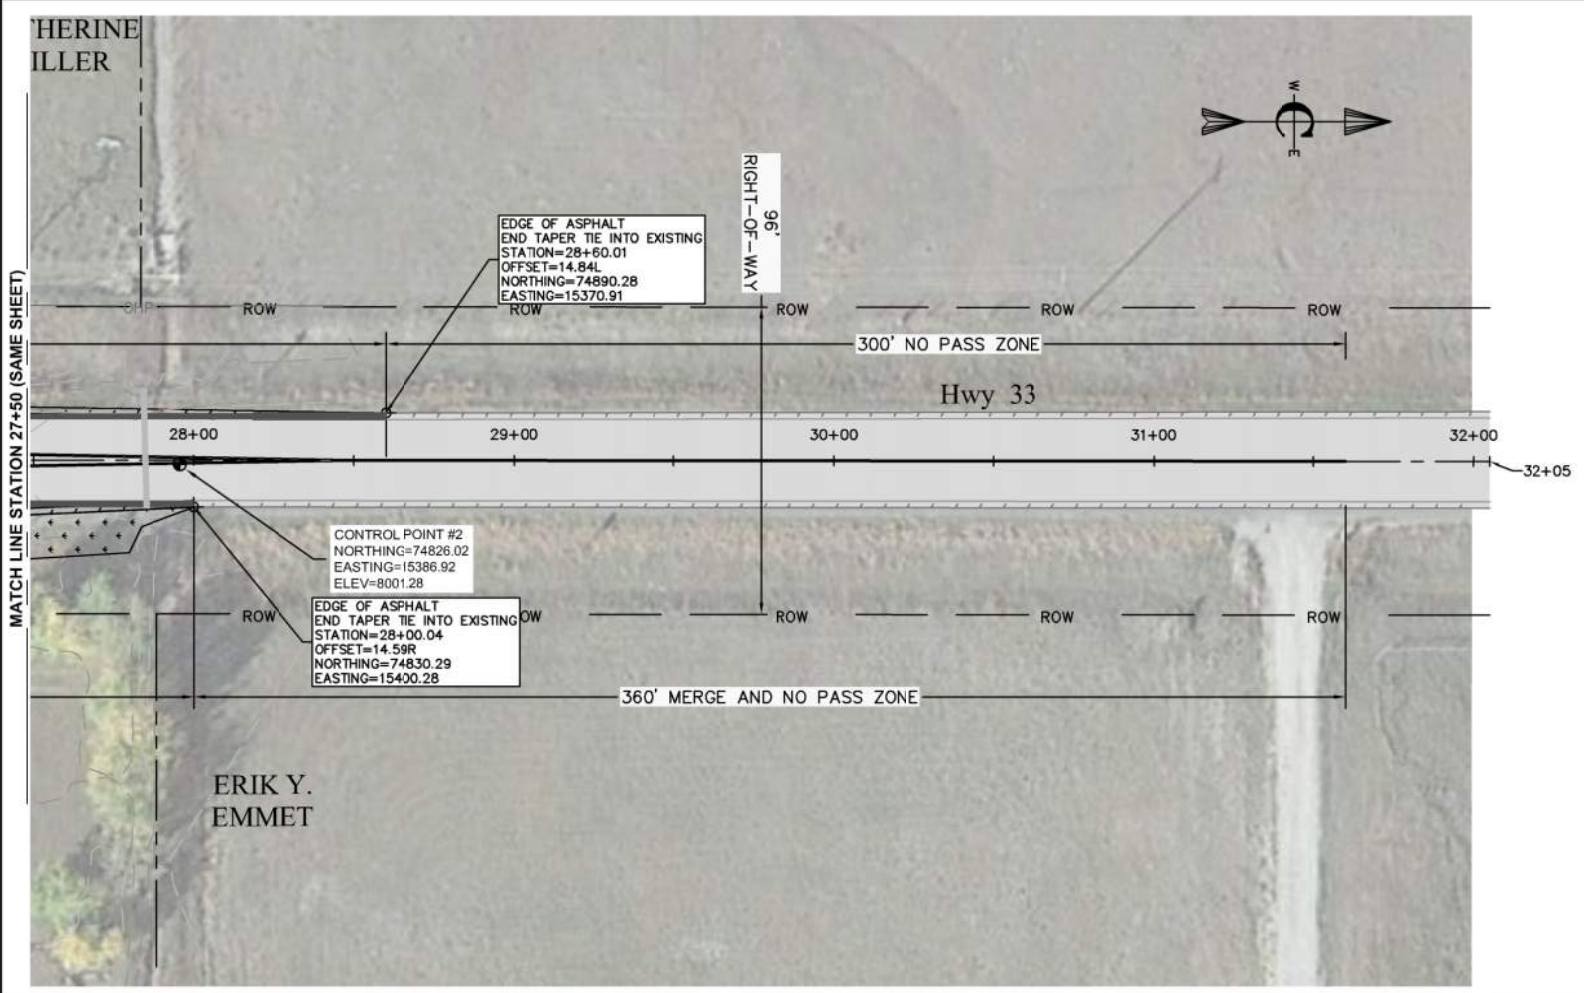 THERINE
ILLER
W
E
96'
RIGHT-OF-WAY
EDGE OF ASPHALT
END TAPER TIE INTO EXISTING
STATION=28+60.01
OFFSET=14.84L
NORTHING=74890.28
EASTING=15370.91
MATCH LINE STATION 27+50 (SAME SHEET)
OHP
ROW
ROW
ROW
ROW
ROW
300' NO PASS ZONE
Hwy 33
28+00
29+00
30+00
31+00
32+00
32+05
CONTROL POINT #2
NORTHING=74826.02
EASTING=15386.92
ELEV=8001.28
EDGE OF ASPHALT
END TAPER TIE INTO EXISTING
STATION=28+00.04
OFFSET=14.59R
NORTHING=74830.29
EASTING=15400.28
ROW
OW
ROW
ROW
ROW
360' MERGE AND NO PASS ZONE
ERIK Y.
EMMET